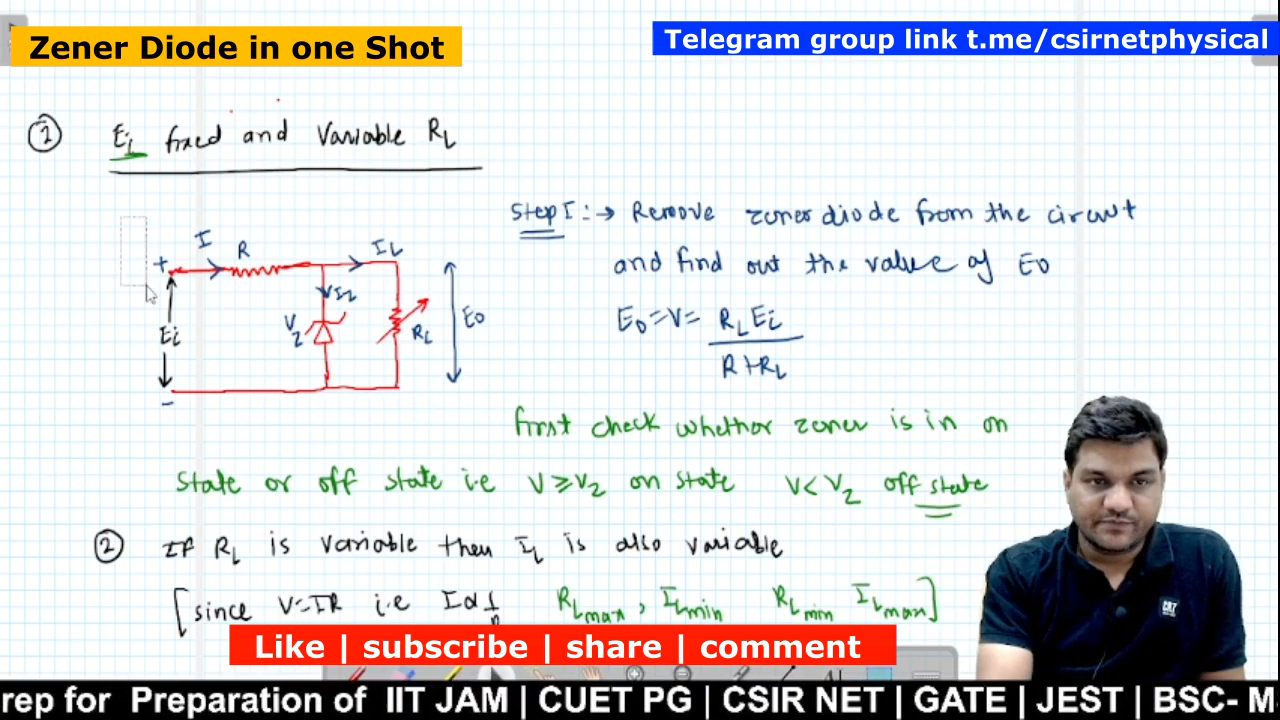 Zener Diode in one Shot
Telegram group link t.me/csirnetphysical
② Ei fixed and Variable RL
Step I :→ Remove zener diode from the circuit
and find out the value of E0
E0 = V = RL Ei
R + RL
+ I R IL
IZ
VZ
Ei
RL
E0
-
first check whether zener is in on
state or off state i.e V ≥ VZ on state V < VZ off state
② If RL is variable then IL is also variable
[since V=IR i.e I α 1 RLmax , ILmin RLmin ILmax]
R
CR7
Like | subscribe | share | comment
rep for Preparation of IIT JAM | CUET PG | CSIR NET | GATE | JEST | BSC- M